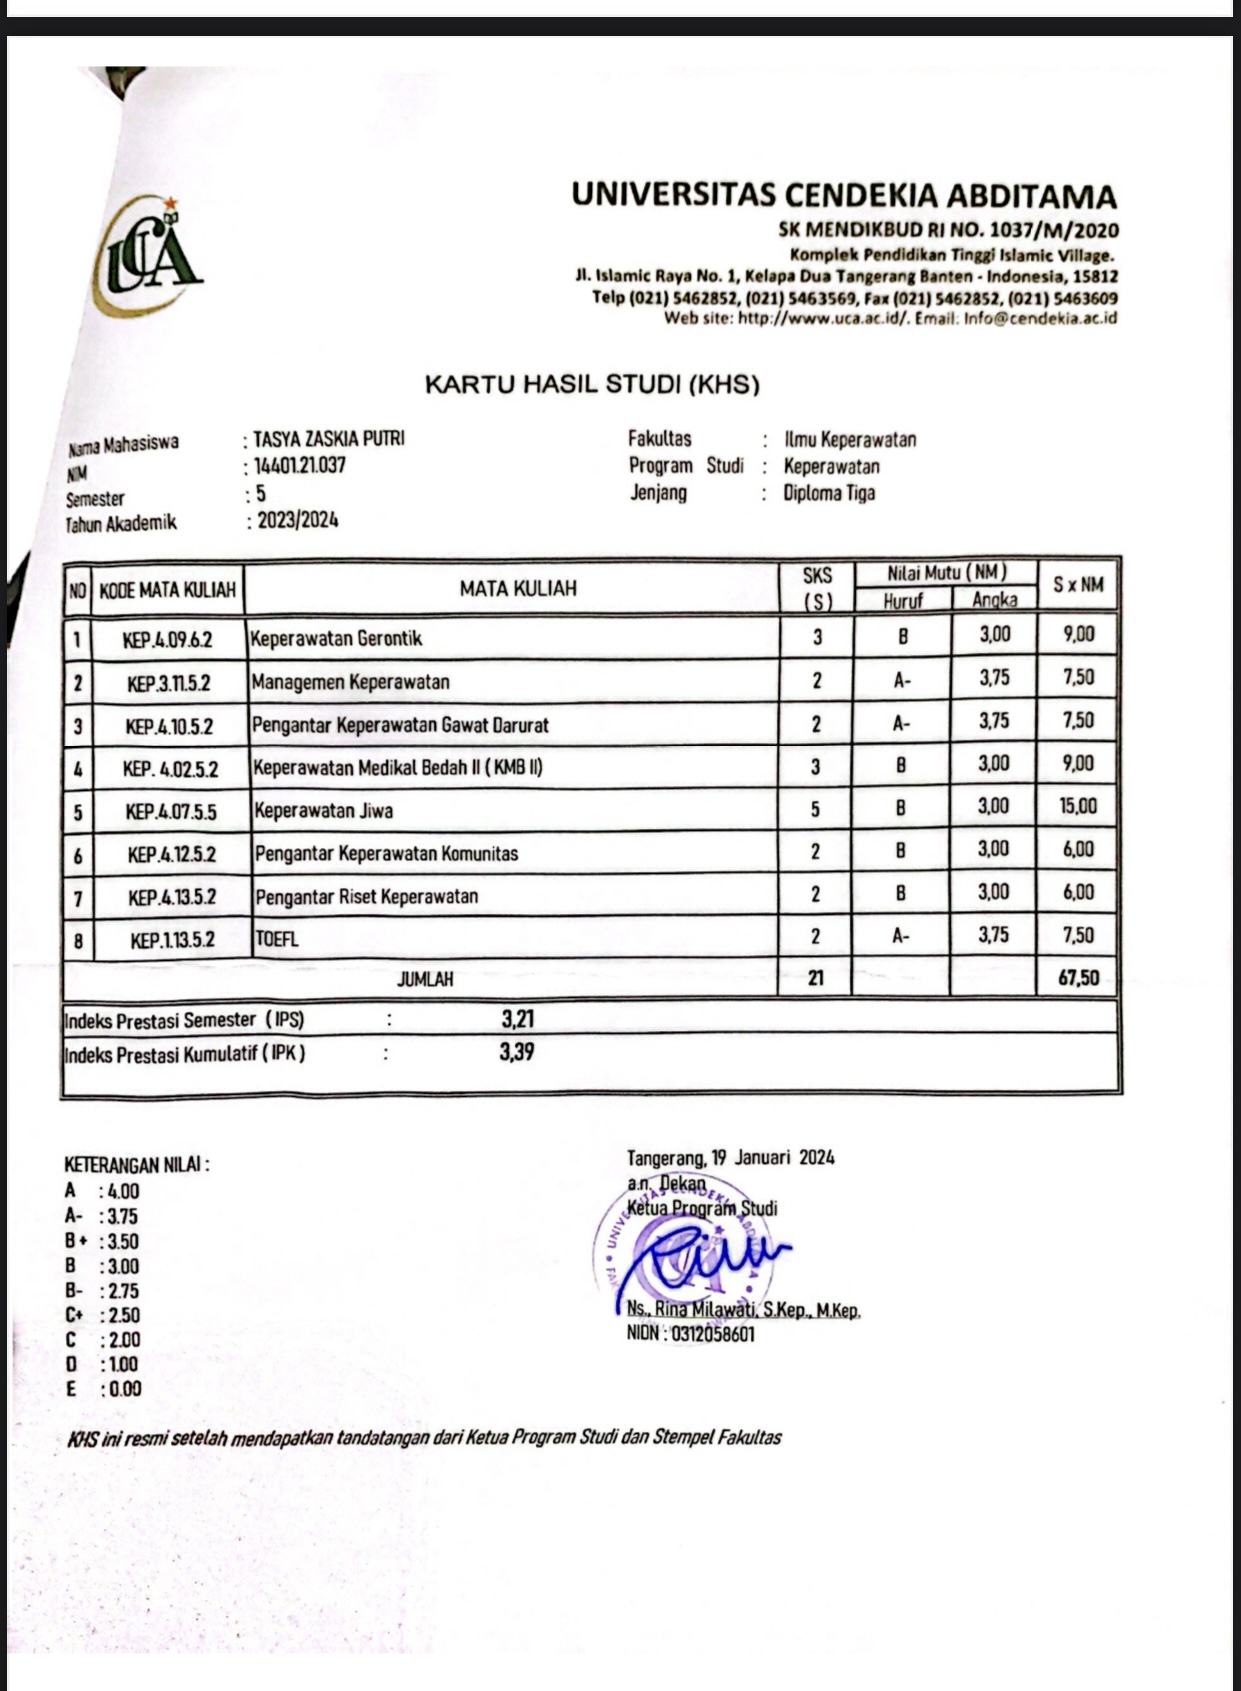 UCA
UNIVERSITAS CENDEKIA ABDITAMA
SK MENDIKBUD RI NO. 1037/M/2020
Komplek Pendidikan Tinggi Islamic Village.
Jl. Islamic Raya No. 1, Kelapa Dua Tangerang Banten - Indonesia, 15812
Telp (021) 5462852, (021) 5463569, Fax (021) 5462852, (021) 5463609
Web site: http://www.uca.ac.id/. Email: Info@cendekia.ac.id
KARTU HASIL STUDI (KHS)
Nama Mahasiswa : TASYA ZASKIA PUTRI Fakultas : Ilmu Keperawatan
NIM : 14401.21.037 Program Studi : Keperawatan
Semester : 5 Jenjang : Diploma Tiga
Tahun Akademik : 2023/2024
NO KODE MATA KULIAH MATA KULIAH SKS (S) Nilai Mutu ( NM ) S x NM
Huruf Angka
1 KEP.4.09.6.2 Keperawatan Gerontik 3 B 3,00 9,00
2 KEP.3.11.5.2 Managemen Keperawatan 2 A- 3,75 7,50
3 KEP.4.10.5.2 Pengantar Keperawatan Gawat Darurat 2 A- 3,75 7,50
4 KEP. 4.02.5.2 Keperawatan Medikal Bedah II ( KMB II) 3 B 3,00 9,00
5 KEP.4.07.5.5 Keperawatan Jiwa 5 B 3,00 15,00
6 KEP.4.12.5.2 Pengantar Keperawatan Komunitas 2 B 3,00 6,00
7 KEP.4.13.5.2 Pengantar Riset Keperawatan 2 B 3,00 6,00
8 KEP.1.13.5.2 TOEFL 2 A- 3,75 7,50
JUMLAH 21 67,50
Indeks Prestasi Semester ( IPS) : 3,21
Indeks Prestasi Kumulatif ( IPK ) : 3,39
KETERANGAN NILAI :
A : 4.00
A- : 3.75
B+ : 3.50
B : 3.00
B- : 2.75
C+ : 2.50
C : 2.00
D : 1.00
E : 0.00
Tangerang, 19 Januari 2024
a.n. Dekan
Ketua Program Studi
Ns., Rina Milawati, S.Kep., M.Kep.
NIDN : 0312058601
KHS ini resmi setelah mendapatkan tandatangan dari Ketua Program Studi dan Stempel Fakultas